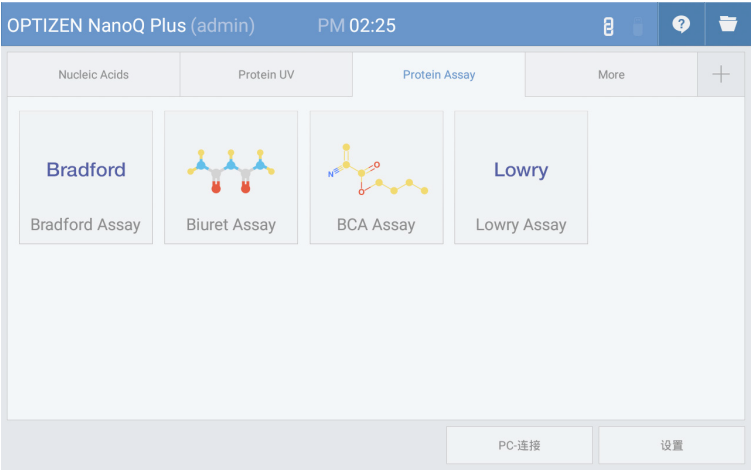 OPTIZEN NanoQ Plus (admin) PM 02:25
Nucleic Acids Protein UV Protein Assay More
Bradford Lowry
N O O
Bradford Assay Biuret Assay BCA Assay Lowry Assay
PC-连接 设置